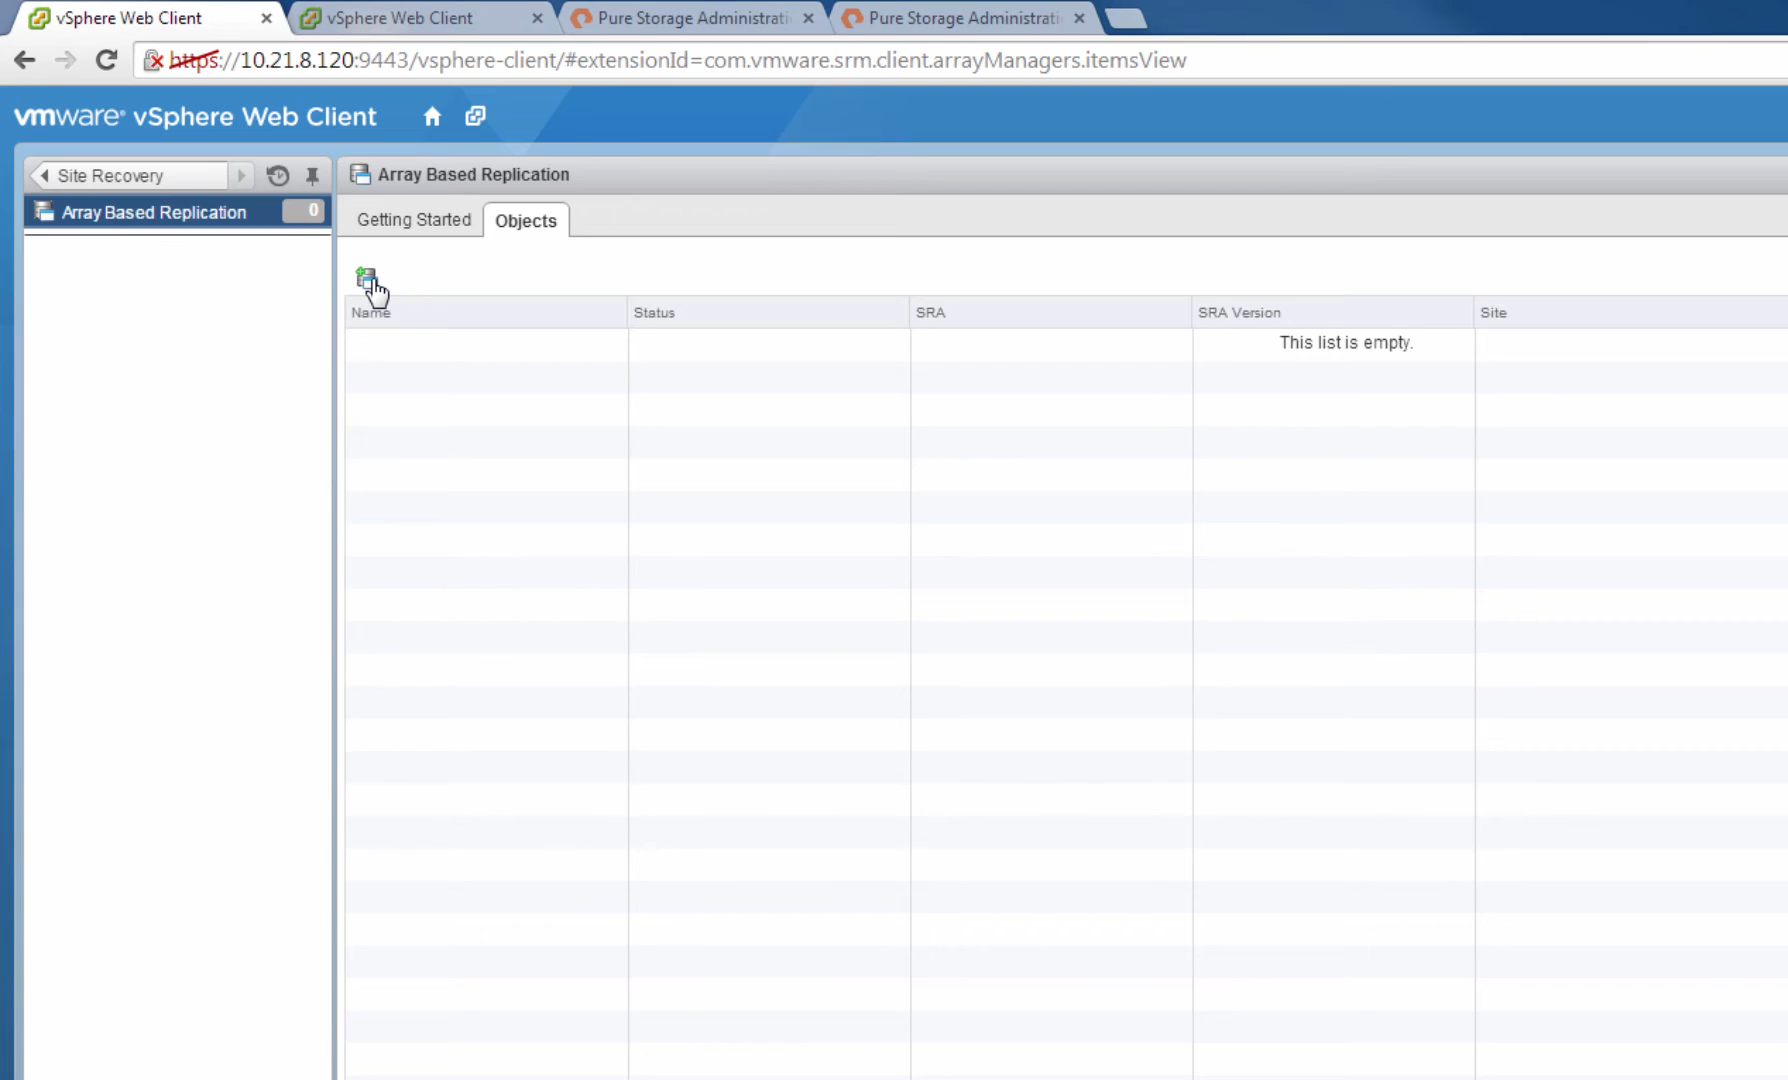 vSphere Web Client
vSphere Web Client
Pure Storage Administrati
Pure Storage Administrati
https://10.21.8.120:9443/vsphere-client/#extensionId=com.vmware.srm.client.arrayManagers.itemsView
vmware vSphere Web Client
Site Recovery
Array Based Replication 0
Array Based Replication
Getting Started
Objects
Name Status SRA SRA Version Site
This list is empty.